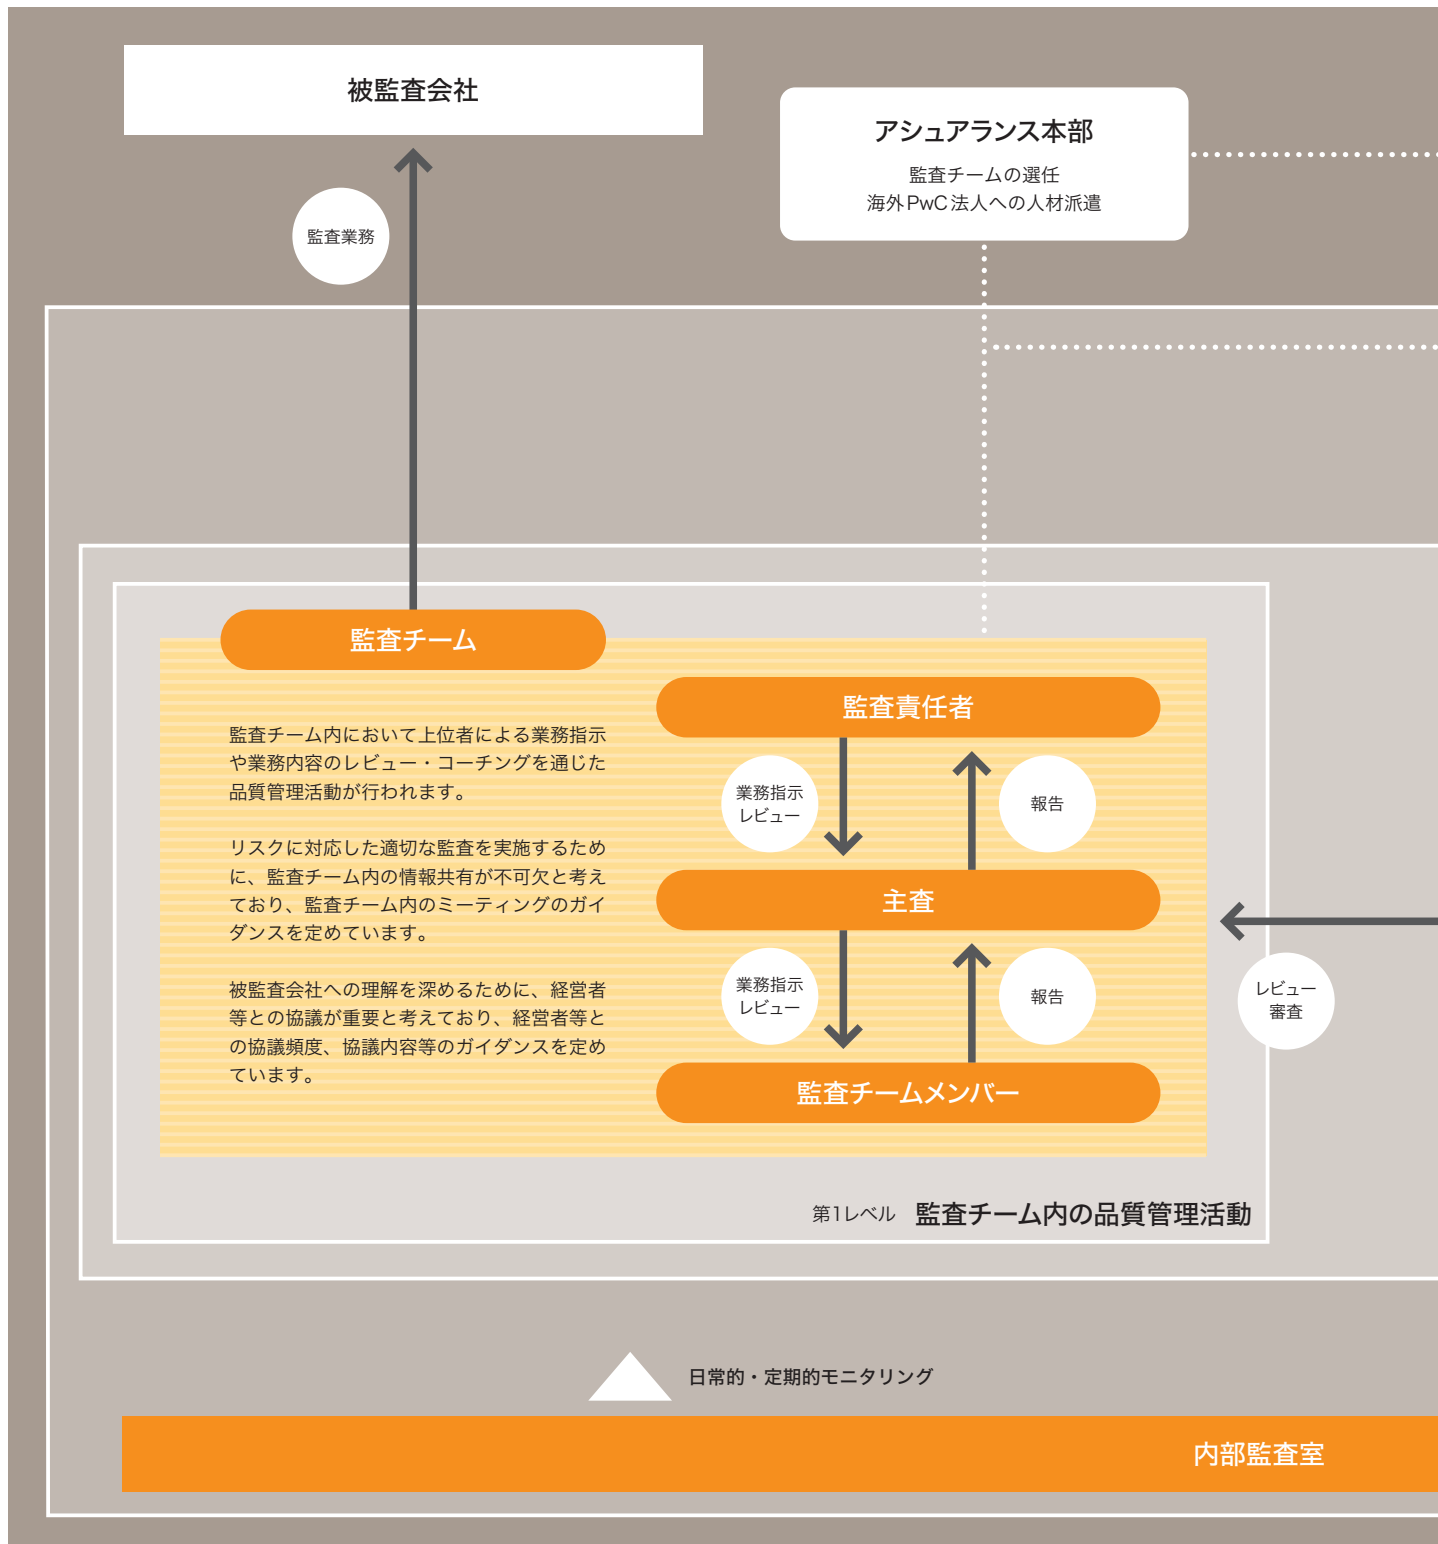 被監査会社
アシュアランス本部
監査チームの選任
海外PwC法人への人材派遣
監査業務
監査チーム
監査チーム内において上位者による業務指示
や業務内容のレビュー・コーチングを通じた
品質管理活動が行われます。
リスクに対応した適切な監査を実施するため
に、監査チーム内の情報共有が不可欠と考え
ており、監査チーム内のミーティングのガイ
ダンスを定めています。
被監査会社への理解を深めるために、経営者
等との協議が重要と考えており、経営者等と
の協議頻度、協議内容等のガイダンスを定め
ています。
監査責任者
業務指示
レビュー
報告
主査
業務指示
レビュー
報告
監査チームメンバー
レビュー
審査
第1レベル 監査チーム内の品質管理活動
日常的・定期的モニタリング
内部監査室